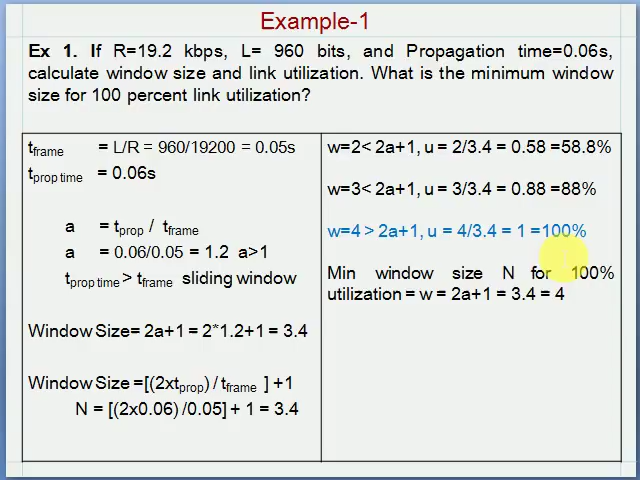 Example-1
Ex 1. If R=19.2 kbps, L= 960 bits, and Propagation time=0.06s,
calculate window size and link utilization. What is the minimum window
size for 100 percent link utilization?
tframe = L/R = 960/19200 = 0.05s
tprop time = 0.06s
a = tprop / tframe
a = 0.06/0.05 = 1.2 a>1
tprop time > tframe sliding window
Window Size= 2a+1 = 2*1.2+1 = 3.4
Window Size =[(2xtprop) / tframe ] +1
N = [(2x0.06) /0.05] + 1 = 3.4
w=2< 2a+1, u = 2/3.4 = 0.58 =58.8%
w=3< 2a+1, u = 3/3.4 = 0.88 =88%
w=4 > 2a+1, u = 4/3.4 = 1 =100%
Min window size N for 100%
utilization = w = 2a+1 = 3.4 = 4